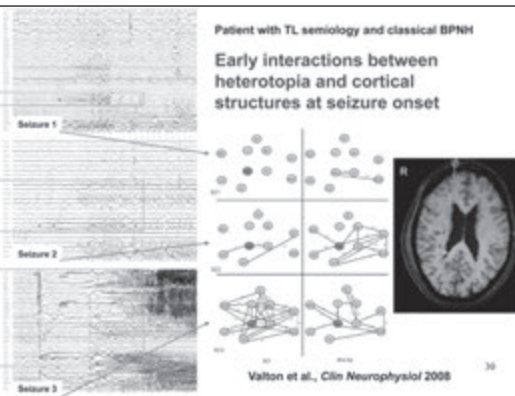 Patient with TL semiology and classical BPNH
Early interactions between
heterotopia and cortical
structures at seizure onset
Seizure 1
Seizure 2
Seizure 3
R
Valton et al., Clin Neurophysiol 2008